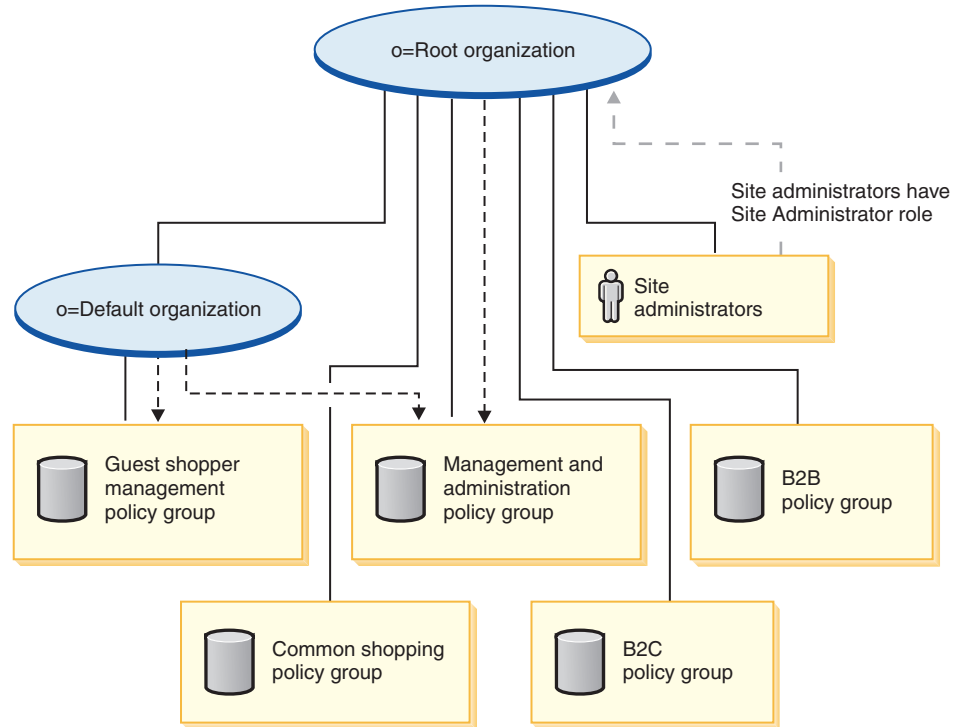 o=Root organization
Site administrators have
Site Administrator role
Site
administrators
o=Default organization
Guest shopper
management
policy group
Management and
administration
policy group
B2B
policy group
Common shopping
policy group
B2C
policy group